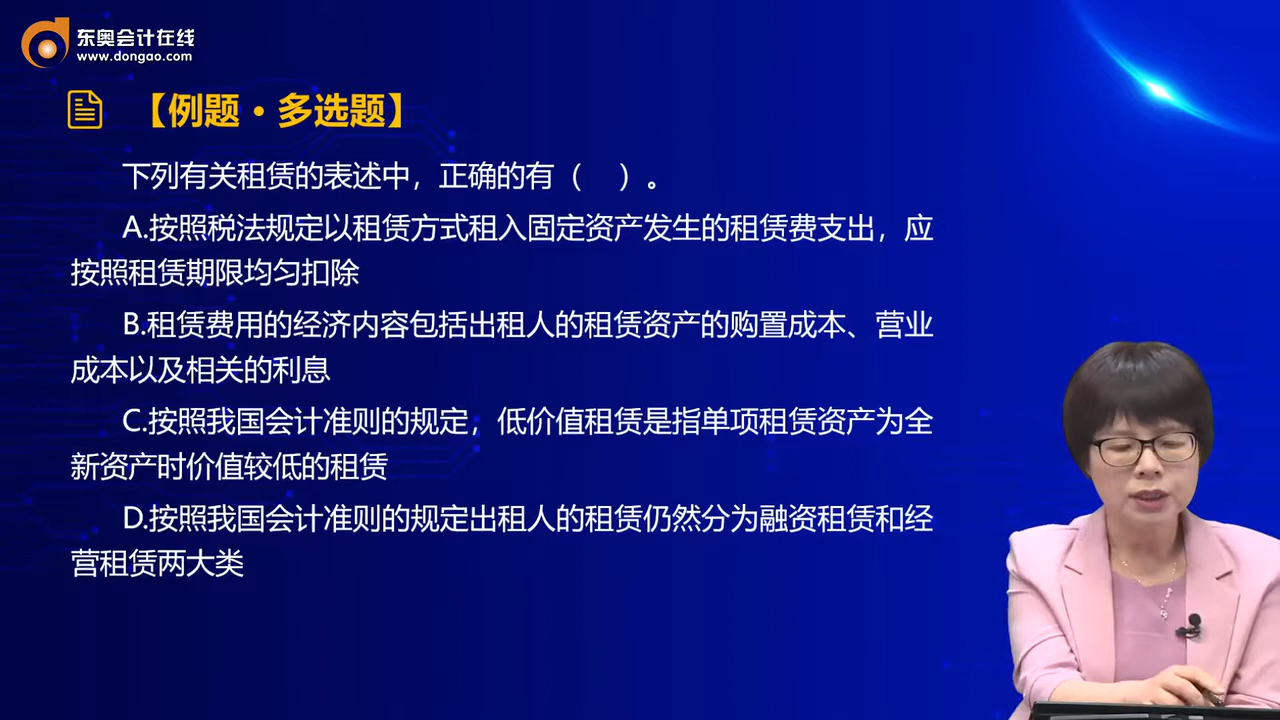 东奥会计在线
www.dongao.com
【例题·多选题】
下列有关租赁的表述中，正确的有（ ）。
A.按照税法规定以租赁方式租入固定资产发生的租赁费支出，应
按照租赁期限均匀扣除
B.租赁费用的经济内容包括出租人的租赁资产的购置成本、营业
成本以及相关的利息
C.按照我国会计准则的规定，低价值租赁是指单项租赁资产为全
新资产时价值较低的租赁
D.按照我国会计准则的规定出租人的租赁仍然分为融资租赁和经
营租赁两大类